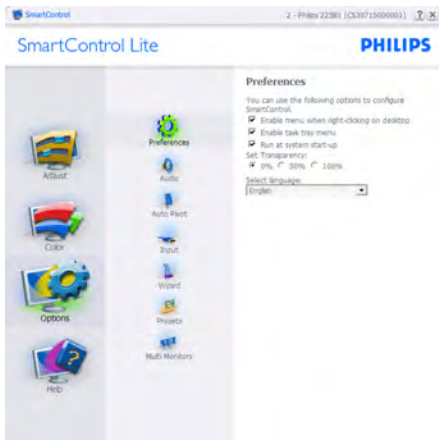 SmartControl
2 - Philips 225B1 (CS30715000001)
? ×
SmartControl Lite
PHILIPS
Adjust
Color
Options
Help
Preferences
Audio
Auto Pivot
Input
Wizard
Presets
Multi Monitors
Preferences
You can use the following options to configure
SmartControl.
Enable menu when right-clicking on desktop
Enable task tray menu
Run at system start-up
Set Transparency:
0% 50% 100%
Select language:
English